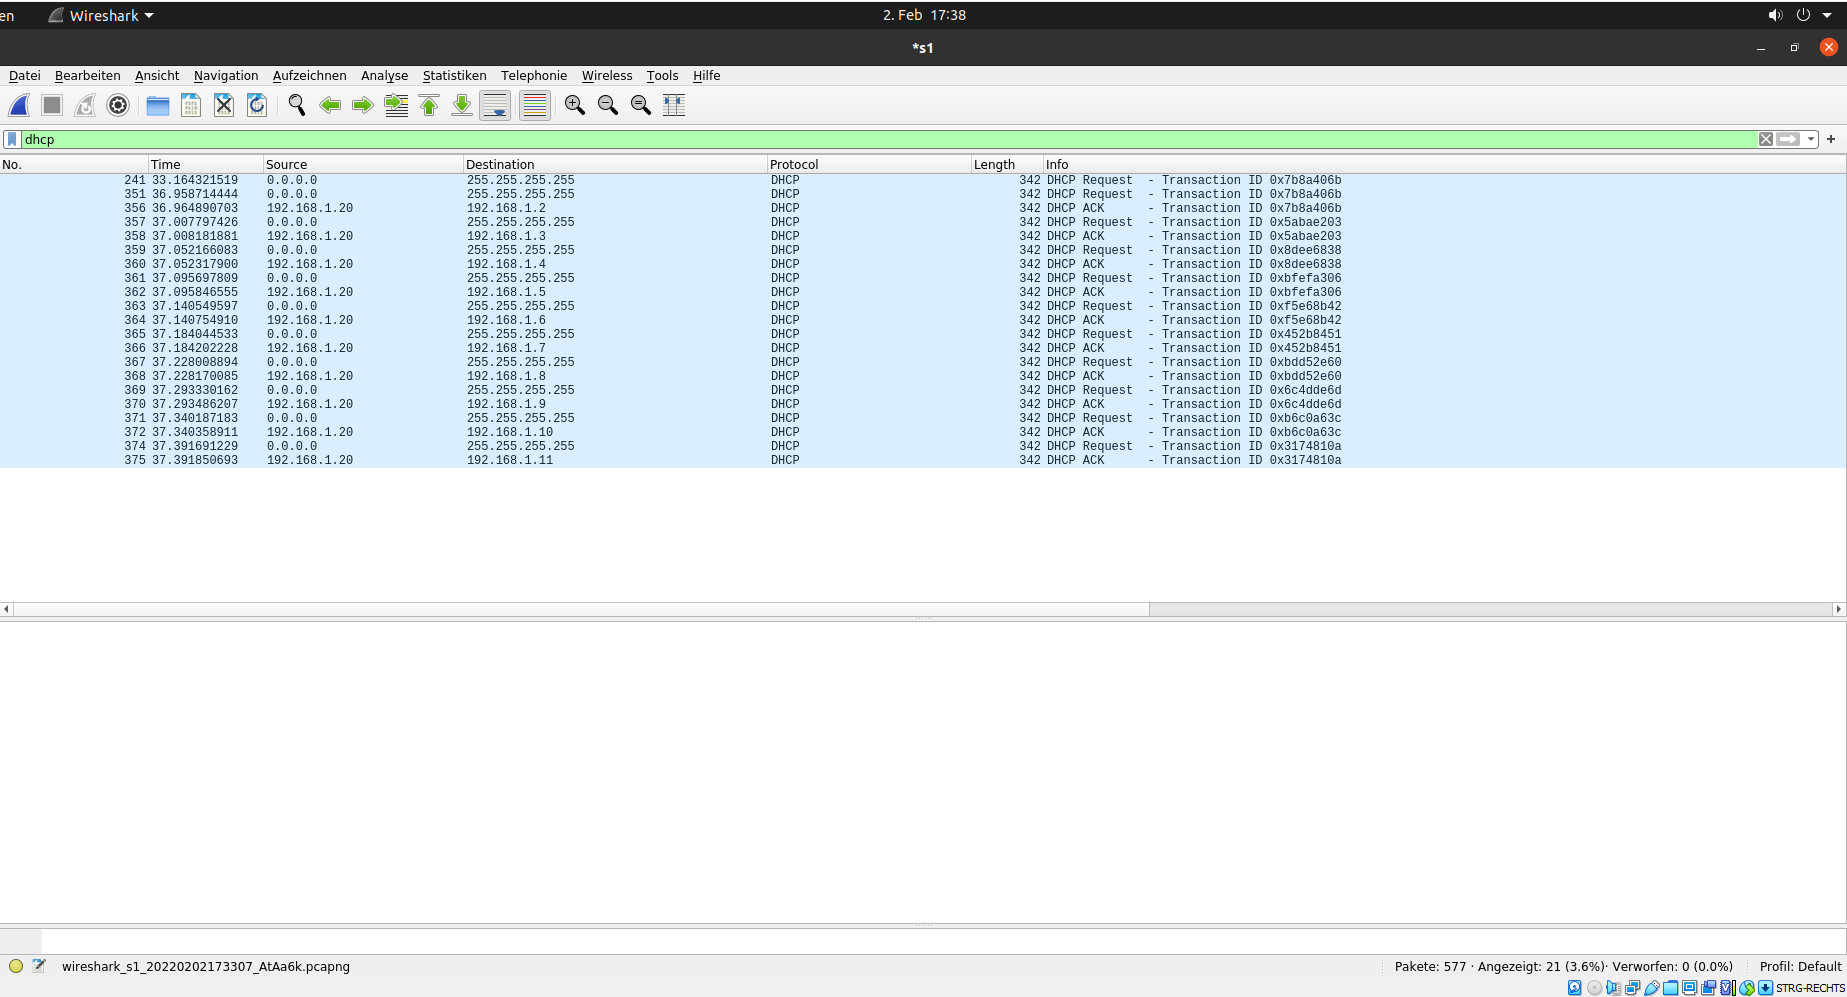 en Wireshark 2. Feb 17:38
*s1
Datei Bearbeiten Ansicht Navigation Aufzeichnen Analyse Statistiken Telephonie Wireless Tools Hilfe
dhcp
No. Time Source Destination Protocol Length Info
241 33.164321519 0.0.0.0 255.255.255.255 DHCP 342 DHCP Request - Transaction ID 0x7b8a406b
351 36.958714444 0.0.0.0 255.255.255.255 DHCP 342 DHCP Request - Transaction ID 0x7b8a406b
356 36.964890703 192.168.1.20 192.168.1.2 DHCP 342 DHCP ACK - Transaction ID 0x7b8a406b
357 37.007797426 0.0.0.0 255.255.255.255 DHCP 342 DHCP Request - Transaction ID 0x5abae203
358 37.008181881 192.168.1.20 192.168.1.3 DHCP 342 DHCP ACK - Transaction ID 0x5abae203
359 37.052166083 0.0.0.0 255.255.255.255 DHCP 342 DHCP Request - Transaction ID 0x8dee6838
360 37.052317900 192.168.1.20 192.168.1.4 DHCP 342 DHCP ACK - Transaction ID 0x8dee6838
361 37.095697809 0.0.0.0 255.255.255.255 DHCP 342 DHCP Request - Transaction ID 0xbfefa306
362 37.095846555 192.168.1.20 192.168.1.5 DHCP 342 DHCP ACK - Transaction ID 0xbfefa306
363 37.140549597 0.0.0.0 255.255.255.255 DHCP 342 DHCP Request - Transaction ID 0xf5e68b42
364 37.140754910 192.168.1.20 192.168.1.6 DHCP 342 DHCP ACK - Transaction ID 0xf5e68b42
365 37.184044533 0.0.0.0 255.255.255.255 DHCP 342 DHCP Request - Transaction ID 0x452b8451
366 37.184202228 192.168.1.20 192.168.1.7 DHCP 342 DHCP ACK - Transaction ID 0x452b8451
367 37.228008894 0.0.0.0 255.255.255.255 DHCP 342 DHCP Request - Transaction ID 0xbdd52e60
368 37.228170085 192.168.1.20 192.168.1.8 DHCP 342 DHCP ACK - Transaction ID 0xbdd52e60
369 37.293330162 0.0.0.0 255.255.255.255 DHCP 342 DHCP Request - Transaction ID 0x6c4dde6d
370 37.293486207 192.168.1.20 192.168.1.9 DHCP 342 DHCP ACK - Transaction ID 0x6c4dde6d
371 37.340187183 0.0.0.0 255.255.255.255 DHCP 342 DHCP Request - Transaction ID 0xb6c0a63c
372 37.340358911 192.168.1.20 192.168.1.10 DHCP 342 DHCP ACK - Transaction ID 0xb6c0a63c
374 37.391691229 0.0.0.0 255.255.255.255 DHCP 342 DHCP Request - Transaction ID 0x3174810a
375 37.391850693 192.168.1.20 192.168.1.11 DHCP 342 DHCP ACK - Transaction ID 0x3174810a
wireshark_s1_20220202173307_AtAa6k.pcapng Pakete: 577 · Angezeigt: 21 (3.6%)· Verworfen: 0 (0.0%) Profil: Default
STRG-RECHTS